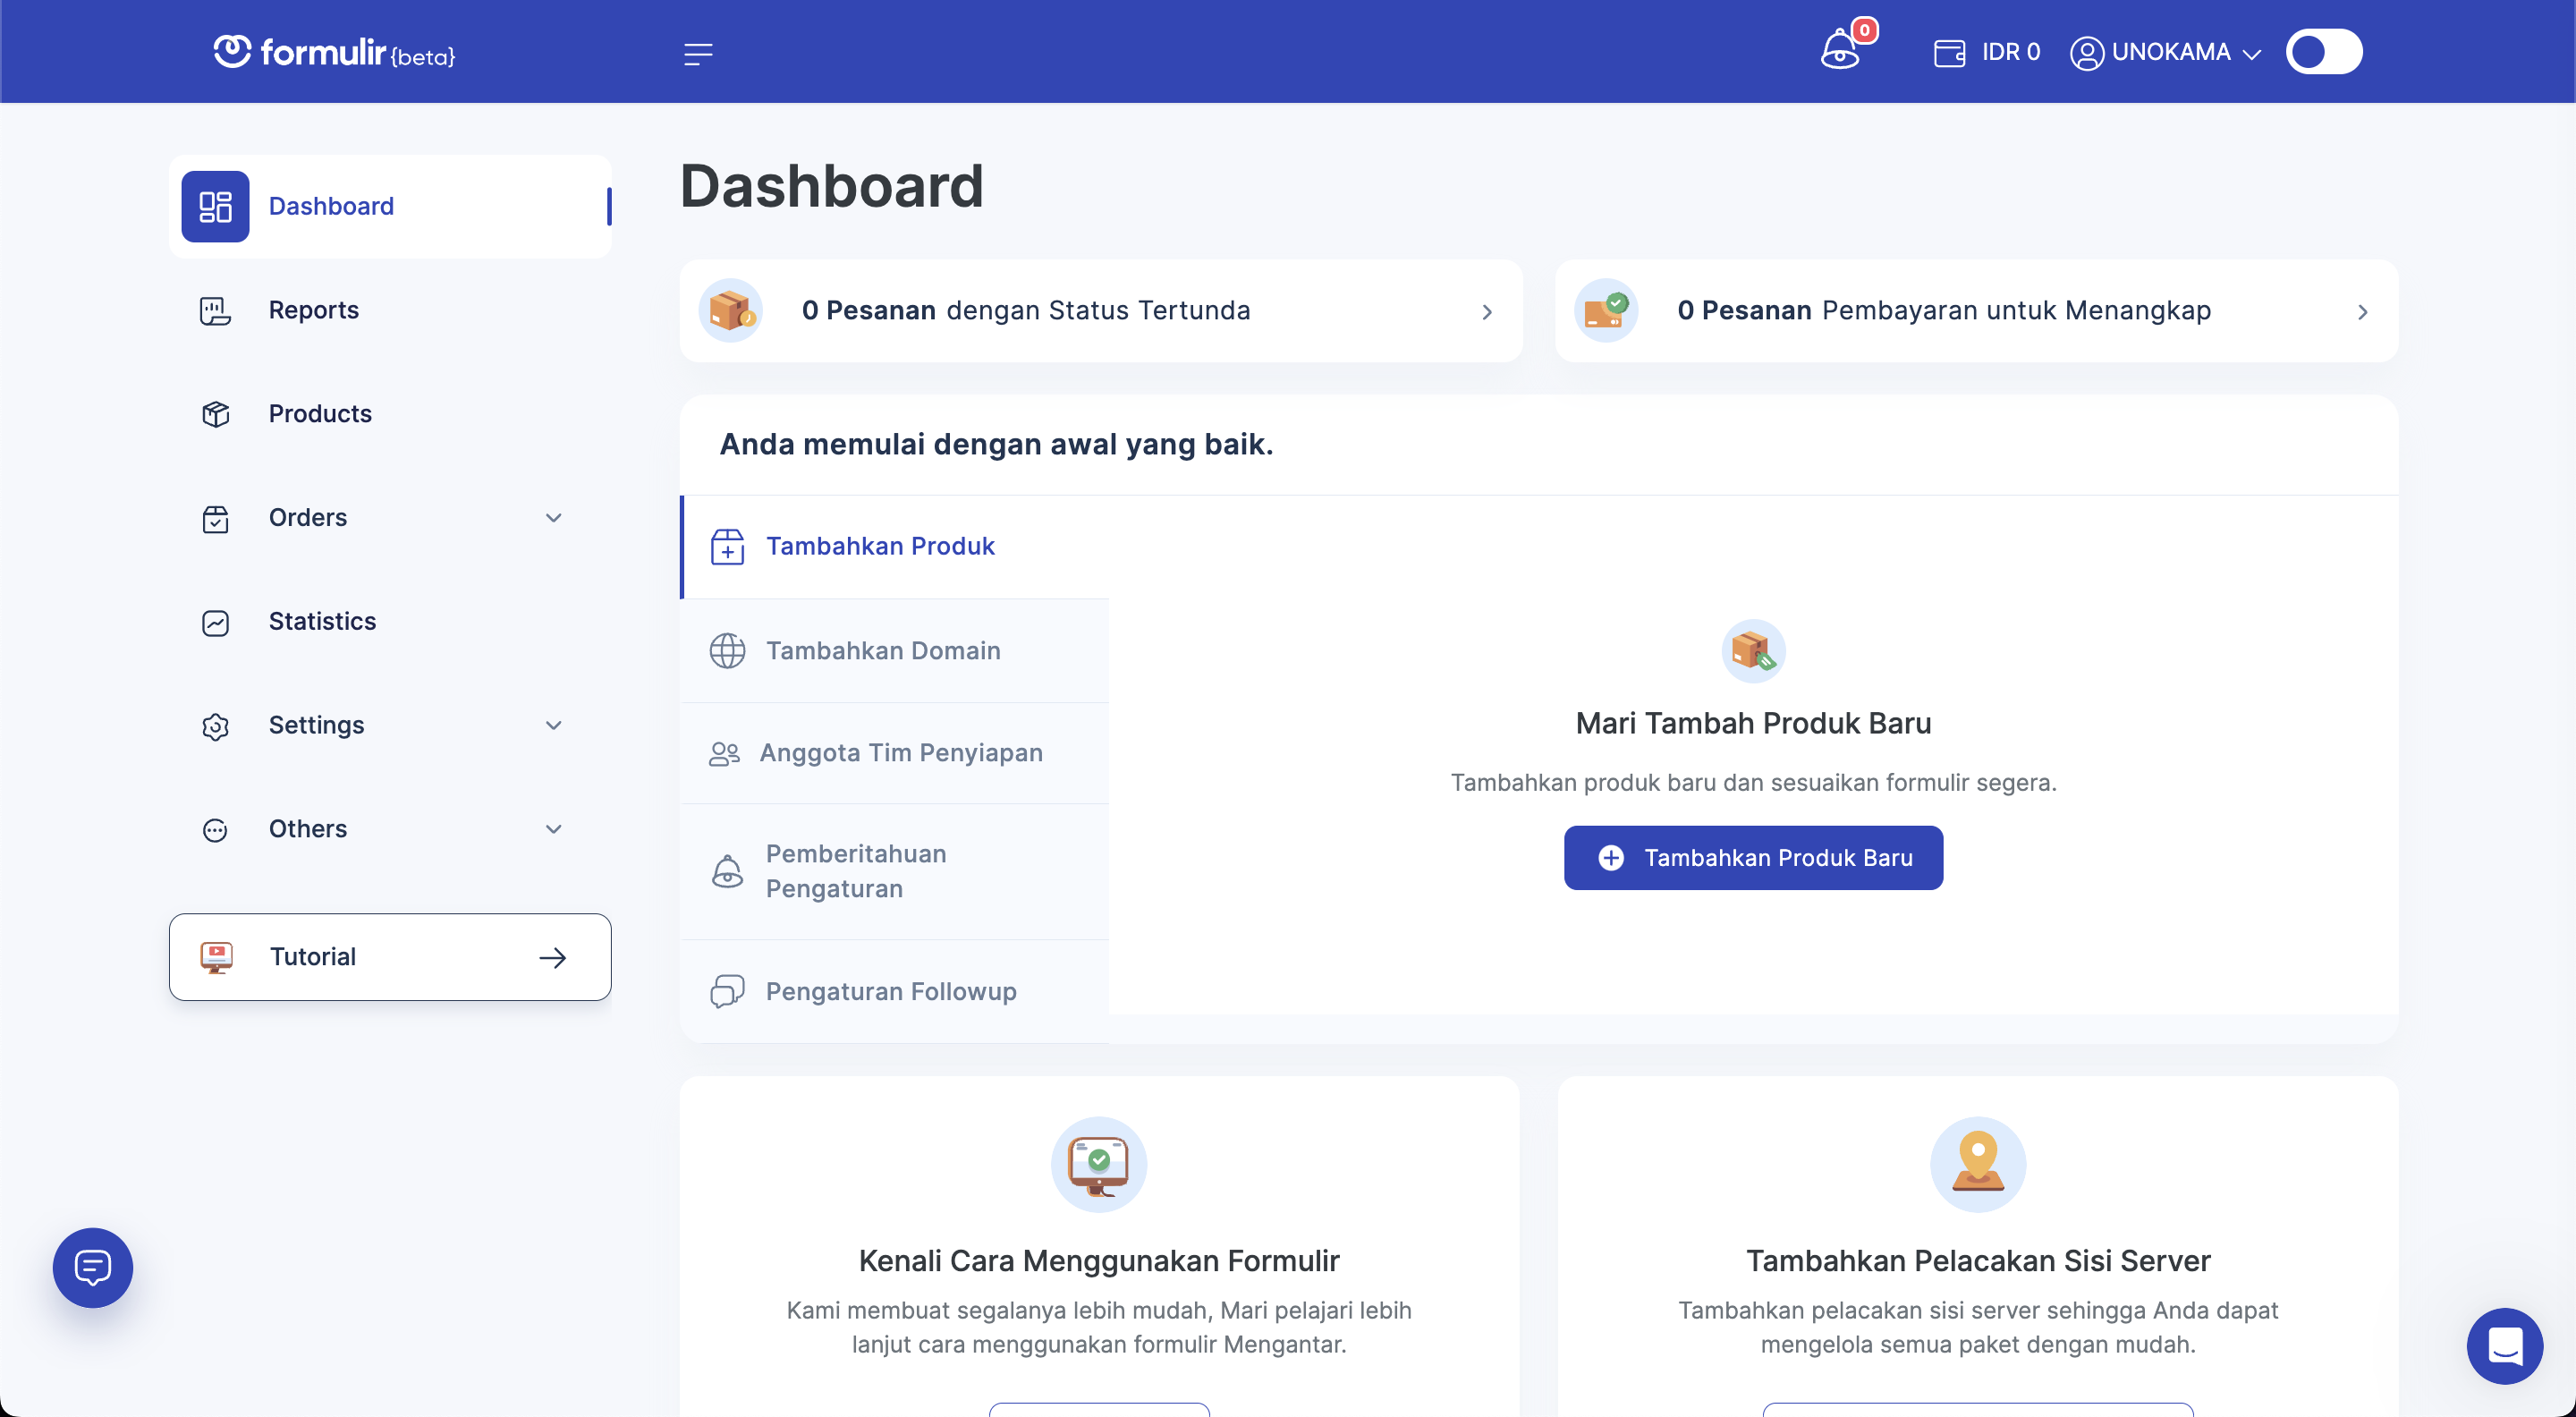 formulir {beta}
0
IDR 0
UNOKAMA
Dashboard
Reports
Products
Orders
Statistics
Settings
Others
Tutorial
Dashboard
0 Pesanan dengan Status Tertunda
0 Pesanan Pembayaran untuk Menangkap
Anda memulai dengan awal yang baik.
Tambahkan Produk
Tambahkan Domain
Anggota Tim Penyiapan
Pemberitahuan
Pengaturan
Pengaturan Followup
Mari Tambah Produk Baru
Tambahkan produk baru dan sesuaikan formulir segera.
Tambahkan Produk Baru
Kenali Cara Menggunakan Formulir
Kami membuat segalanya lebih mudah, Mari pelajari lebih
lanjut cara menggunakan formulir Mengantar.
Tambahkan Pelacakan Sisi Server
Tambahkan pelacakan sisi server sehingga Anda dapat
mengelola semua paket dengan mudah.